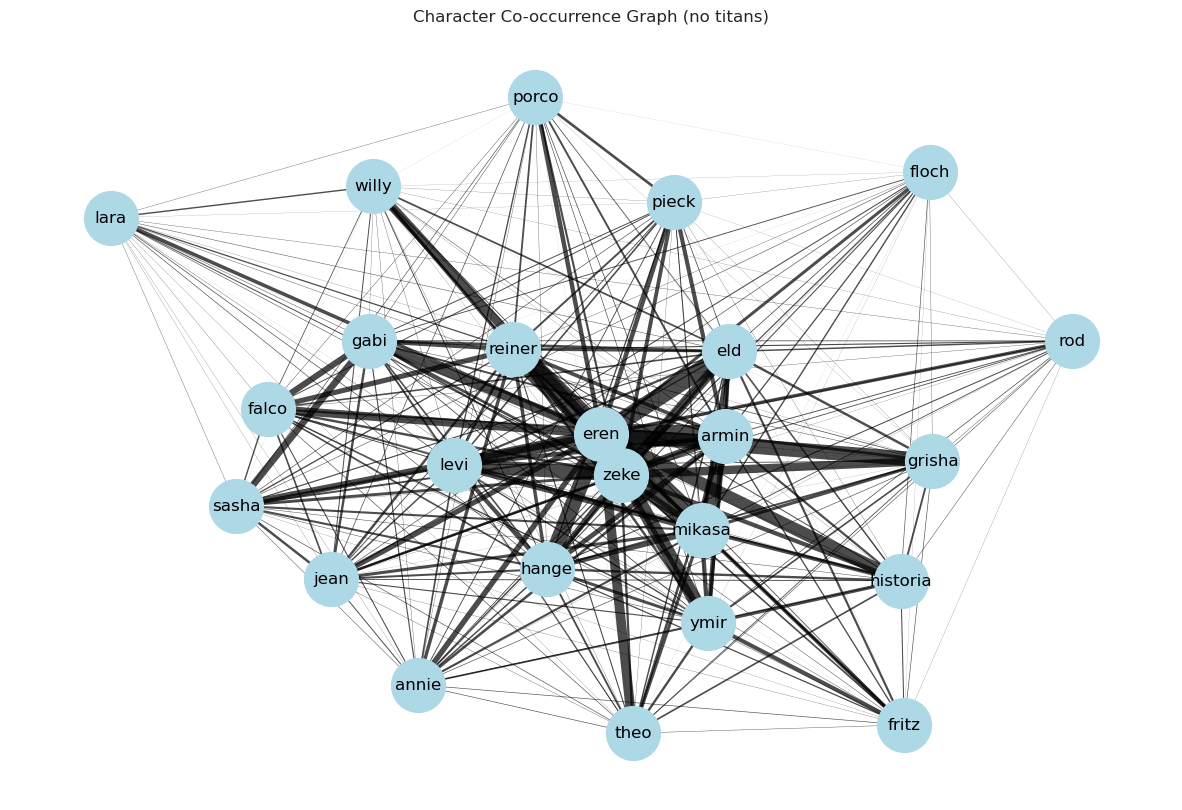 Character Co-occurrence Graph (no titans)
porco
floch
willy
pieck
lara
gabi
reiner
eld
rod
falco
eren
armin
levi
zeke
grisha
sasha
mikasa
jean
hange
historia
ymir
annie
theo
fritz